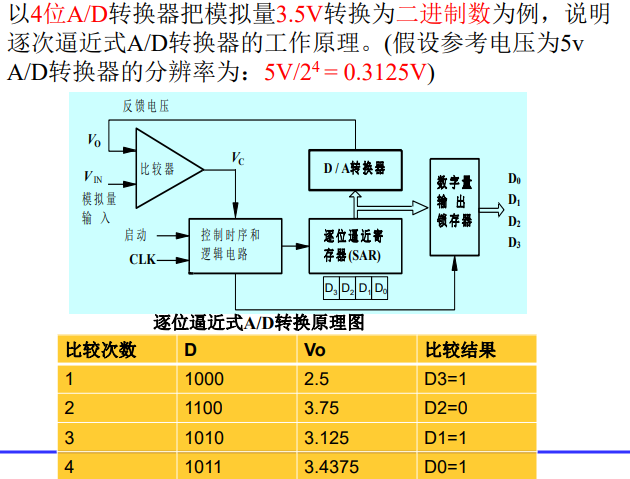 以4位A/D转换器把模拟量3.5V转换为二进制数为例，说明
逐次逼近式A/D转换器的工作原理。(假设参考电压为5v
A/D转换器的分辨率为：5V/2⁴ = 0.3125V)
反馈电压
V₀
比较器
V_C
D/A转换器
V_IN
模拟量
输 入
数字量
输 出
锁存器
D₀
D₁
D₂
D₃
启动
CLK
控制时序和
逻辑电路
逐位逼近寄
存器(SAR)
D₃ D₂ D₁ D₀
逐位逼近式A/D转换原理图
比较次数 D Vo 比较结果
1 1000 2.5 D3=1
2 1100 3.75 D2=0
3 1010 3.125 D1=1
4 1011 3.4375 D0=1